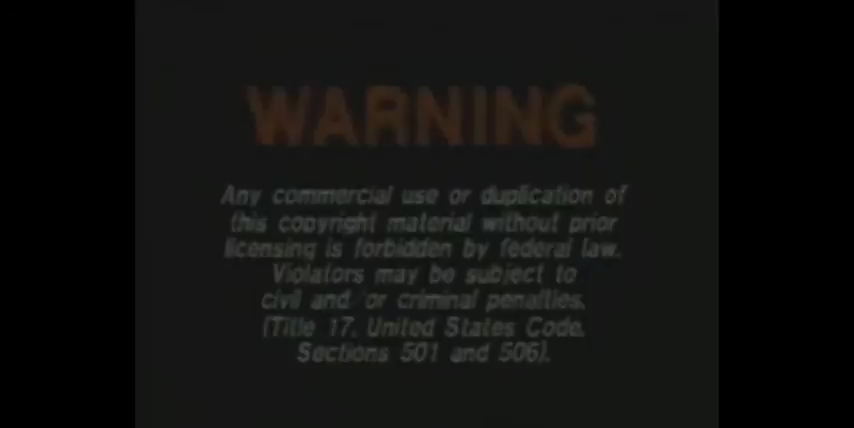 WARNING
Any commercial use or duplication of
this copyright material without prior
licensing is forbidden by federal law.
Violators may be subject to
civil and/or criminal penalties.
(Title 17, United States Code,
Sections 501 and 506).